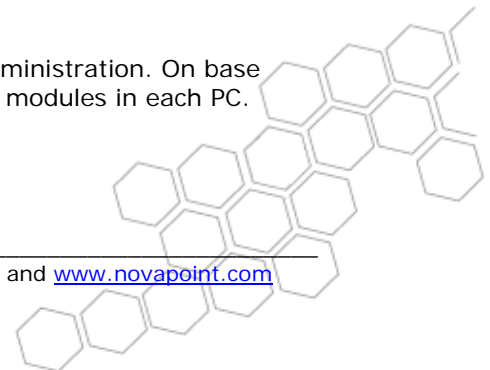 ministration. On base
modules in each PC.
and www.novapoint.com